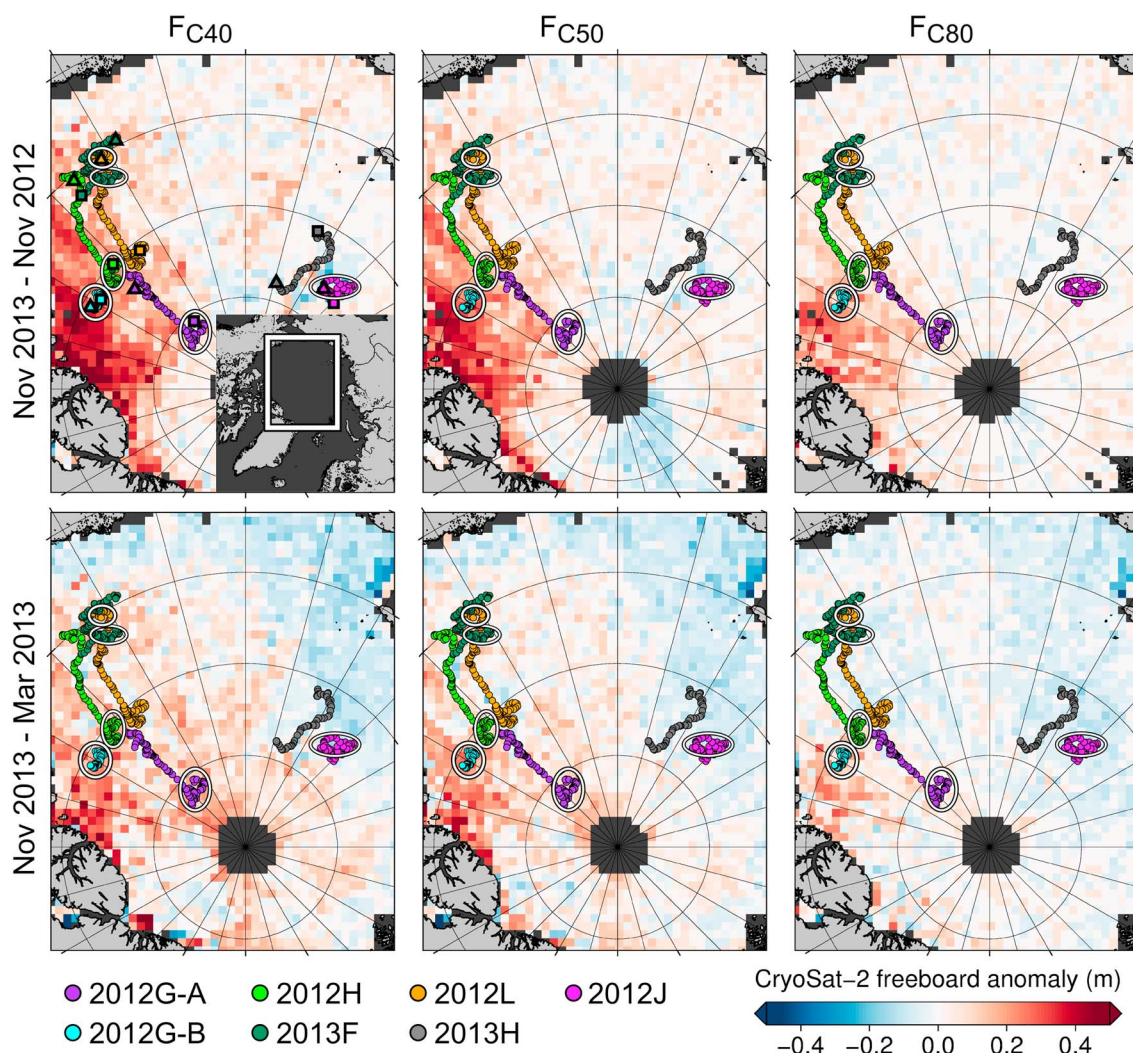 FC40 FC50 FC80
Nov 2013 - Nov 2012
Nov 2013 - Mar 2013
2012G-A 2012H 2012L 2012J
2012G-B 2013F 2013H
CryoSat-2 freeboard anomaly (m)
−0.4 −0.2 0.0 0.2 0.4